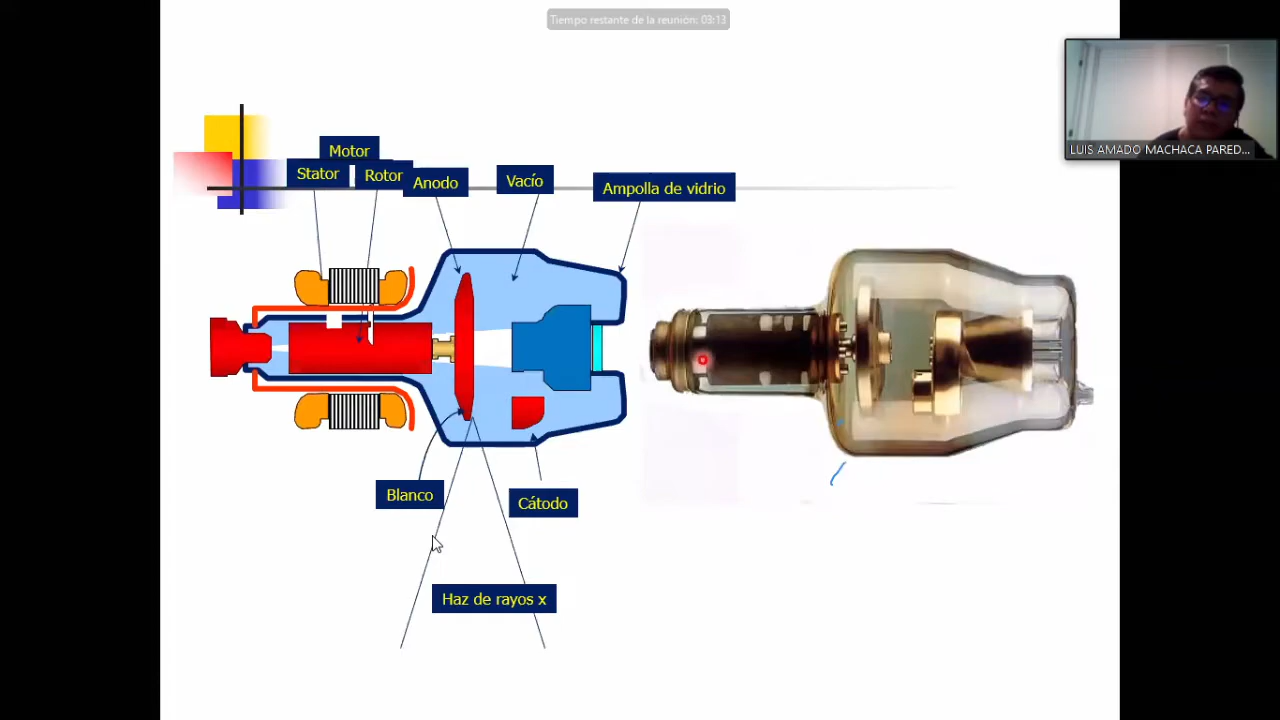 Tiempo restante de la reunión: 03:13
LUIS AMADO MACHACA PARED...
Motor
Stator
Rotor
Anodo
Vacío
Ampolla de vidrio
Blanco
Cátodo
Haz de rayos x